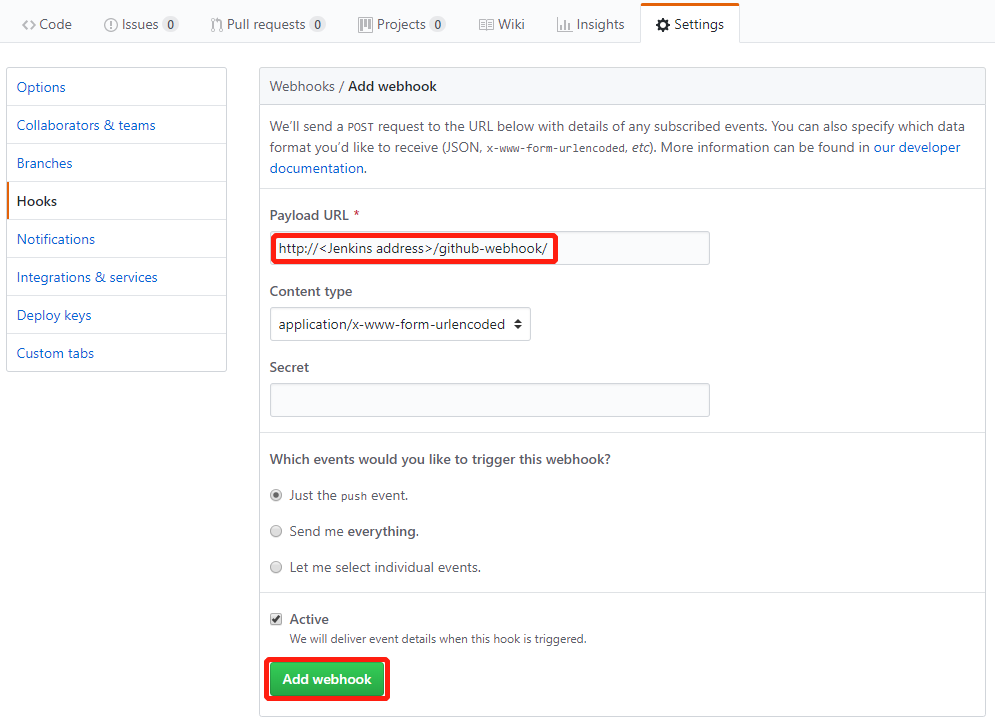 Code Issues 0 Pull requests 0 Projects 0 Wiki Insights Settings
Options
Collaborators & teams
Branches
Hooks
Notifications
Integrations & services
Deploy keys
Custom tabs
Webhooks / Add webhook
We’ll send a POST request to the URL below with details of any subscribed events. You can also specify which data
format you’d like to receive (JSON, x-www-form-urlencoded, etc). More information can be found in our developer
documentation.
Payload URL *
http://<Jenkins address>/github-webhook/
Content type
application/x-www-form-urlencoded
Secret
Which events would you like to trigger this webhook?
Just the push event.
Send me everything.
Let me select individual events.
Active
We will deliver event details when this hook is triggered.
Add webhook